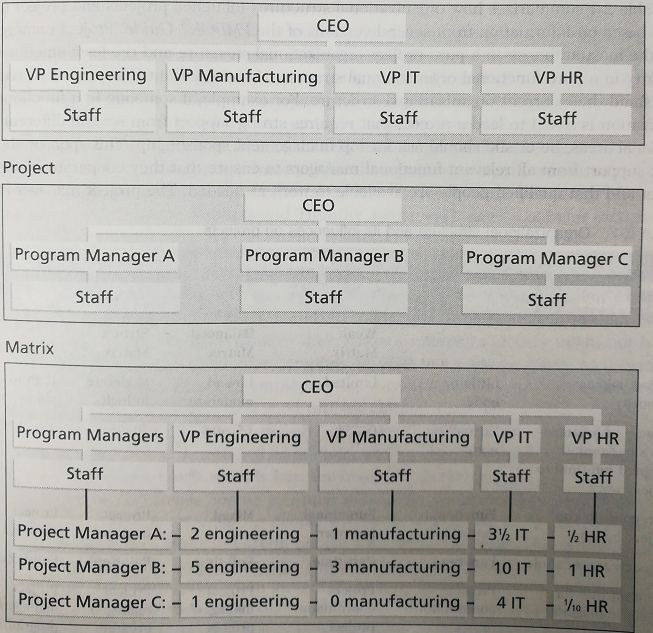 CEO
VP Engineering VP Manufacturing VP IT VP HR
Staff Staff Staff Staff
Project
CEO
Program Manager A Program Manager B Program Manager C
Staff Staff Staff
Matrix
CEO
Program Managers VP Engineering VP Manufacturing VP IT VP HR
Staff Staff Staff Staff Staff
Project Manager A: – 2 engineering – 1 manufacturing – 3½ IT – ½ HR
Project Manager B: – 5 engineering – 3 manufacturing – 10 IT – 1 HR
Project Manager C: – 1 engineering – 0 manufacturing – 4 IT – 1/10 HR